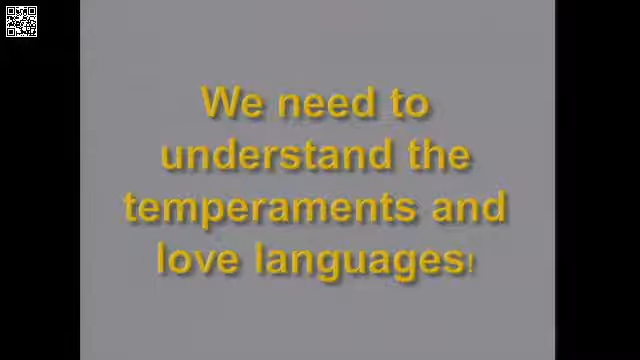 We need to
understand the
temperaments and
love languages!